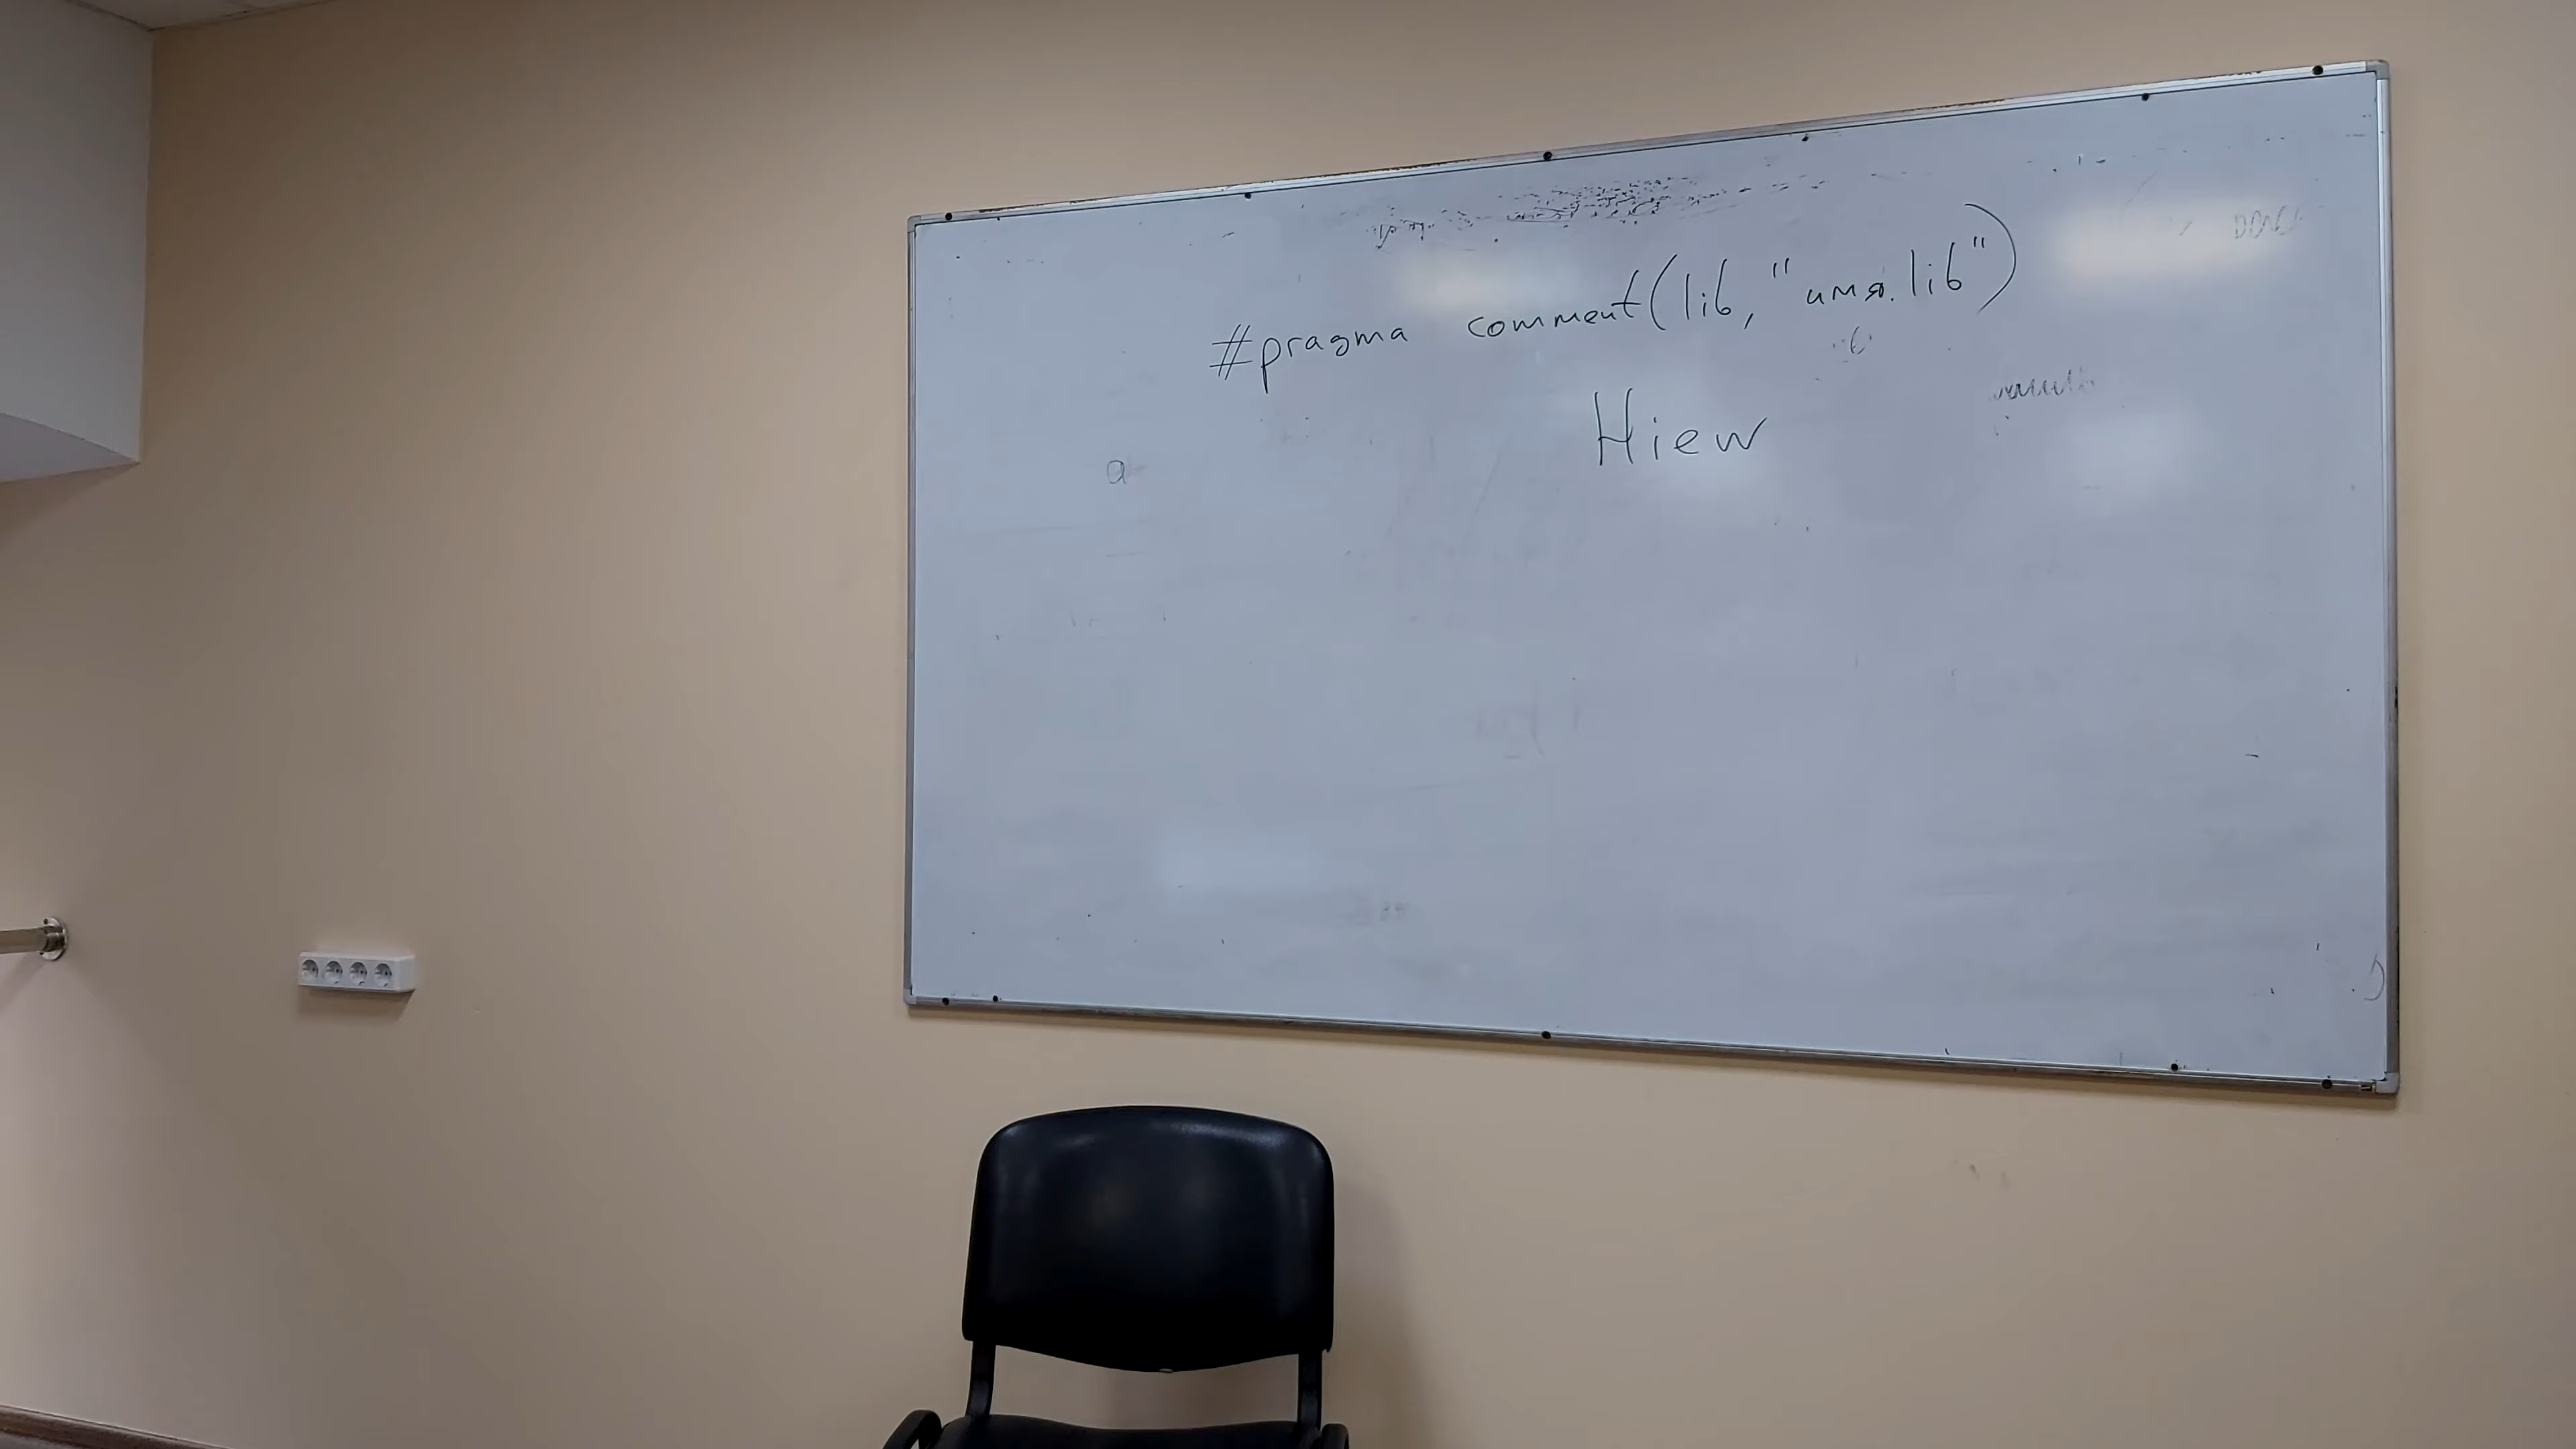 #pragma comment(lib, "имя.lib")
Hiew
a